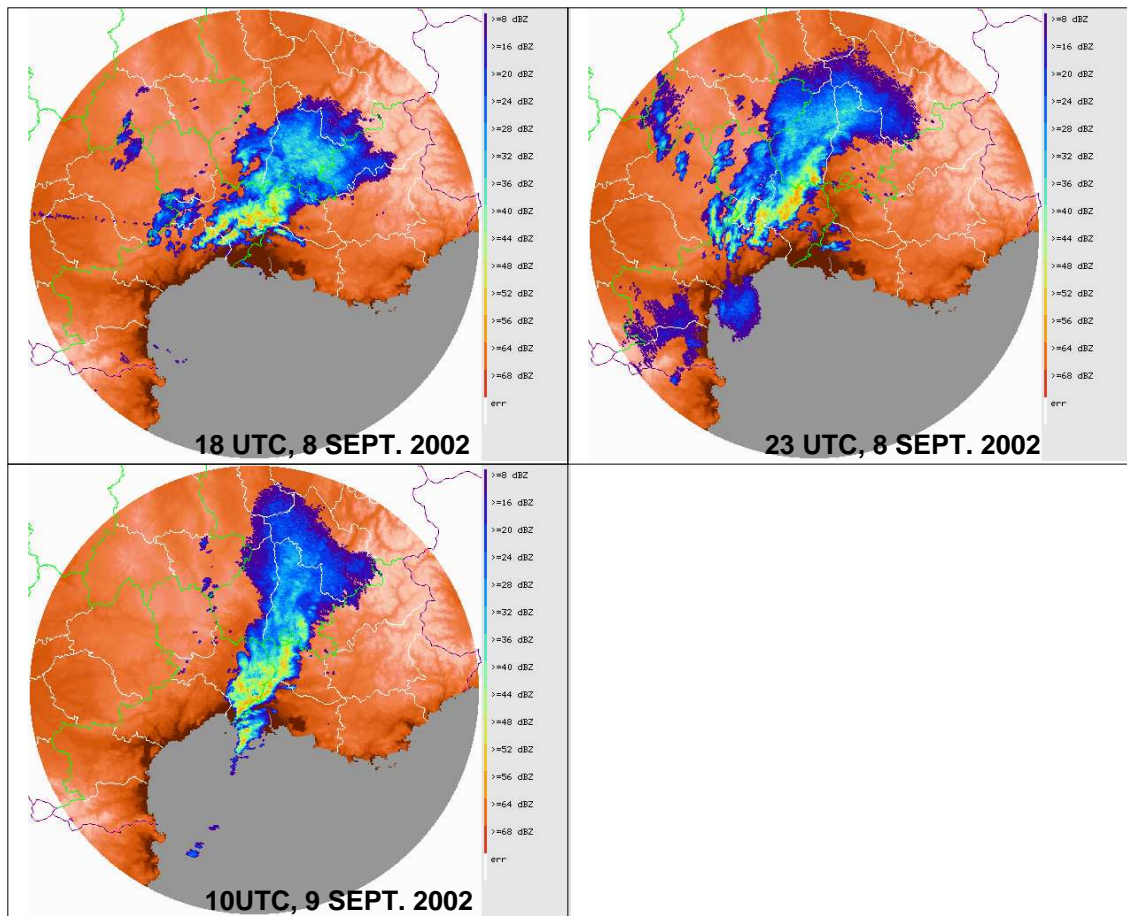 >=8 dBZ
>=16 dBZ
>=20 dBZ
>=24 dBZ
>=28 dBZ
>=32 dBZ
>=36 dBZ
>=40 dBZ
>=44 dBZ
>=48 dBZ
>=52 dBZ
>=56 dBZ
>=64 dBZ
>=68 dBZ
err
18 UTC, 8 SEPT. 2002
>=8 dBZ
>=16 dBZ
>=20 dBZ
>=24 dBZ
>=28 dBZ
>=32 dBZ
>=36 dBZ
>=40 dBZ
>=44 dBZ
>=48 dBZ
>=52 dBZ
>=56 dBZ
>=64 dBZ
>=68 dBZ
err
23 UTC, 8 SEPT. 2002
>=8 dBZ
>=16 dBZ
>=20 dBZ
>=24 dBZ
>=28 dBZ
>=32 dBZ
>=36 dBZ
>=40 dBZ
>=44 dBZ
>=48 dBZ
>=52 dBZ
>=56 dBZ
>=64 dBZ
>=68 dBZ
err
10UTC, 9 SEPT. 2002